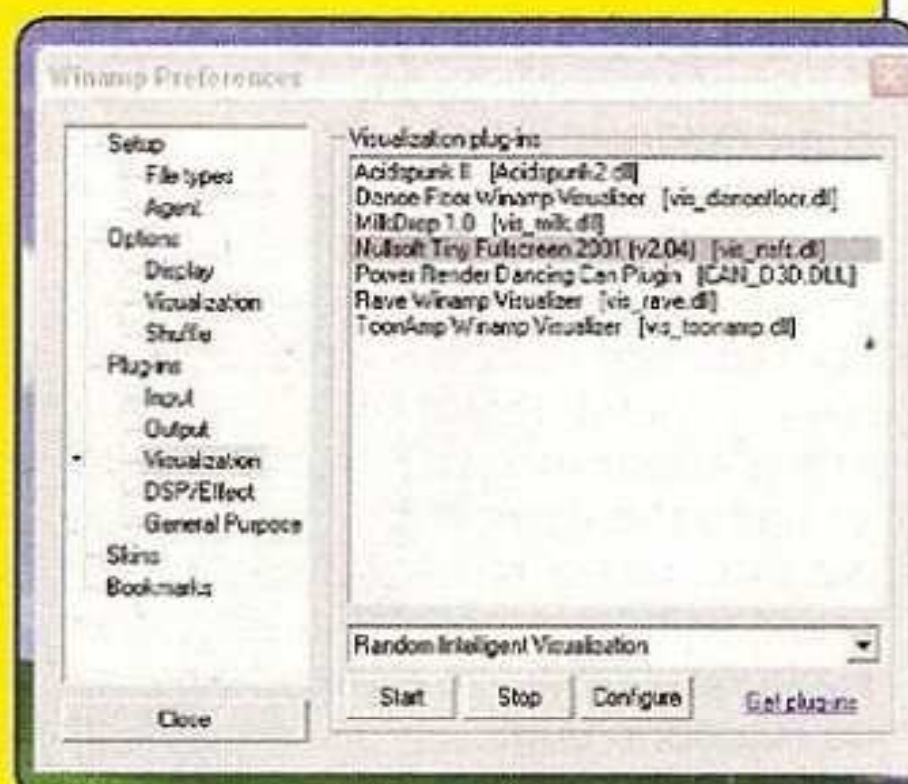 Winamp Preferences
Setup
File types
Agent
Options
Display
Visualization
Shuffle
Plug-ins
Input
Output
Visualization
DSP/Effect
General Purpose
Skins
Bookmarks
Close
Visualization plug-ins
Acidspunk II [Acidspunk2.dll]
Dance Floor Winamp Visualizer [vis_dancefloor.dll]
MilkDrop 1.0 [vis_milk.dll]
Nullsoft Tiny Fullscreen 2001 (v2.04) [vis_nsfs.dll]
Power Render Dancing Can Plugin [CAN_D3D.DLL]
Rave Winamp Visualizer [vis_rave.dll]
ToonAmp Winamp Visualizer [vis_toonamp.dll]
Random Intelligent Visualization
Start Stop Configure Get plug-ins